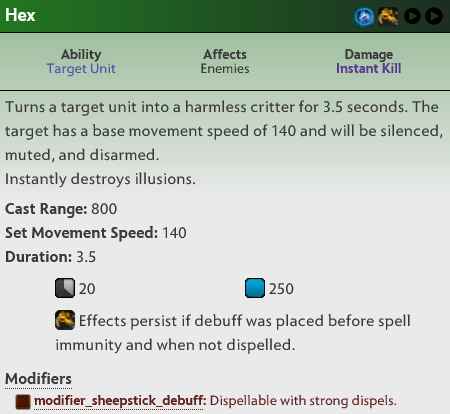 Hex
Ability
Target Unit
Affects
Enemies
Damage
Instant Kill
Turns a target unit into a harmless critter for 3.5 seconds. The
target has a base movement speed of 140 and will be silenced,
muted, and disarmed.
Instantly destroys illusions.
Cast Range: 800
Set Movement Speed: 140
Duration: 3.5
20
250
Effects persist if debuff was placed before spell
immunity and when not dispelled.
Modifiers
modifier_sheepstick_debuff: Dispellable with strong dispels.